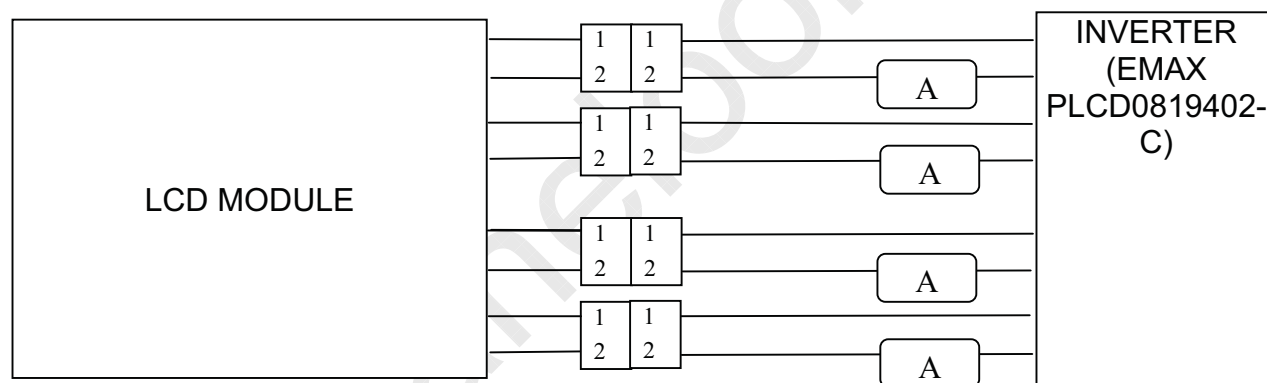 LCD MODULE
1 1
2 2
A
1 1
2 2
A
1 1
2 2
A
1 1
2 2
A
INVERTER
(EMAX
PLCD0819402-
C)